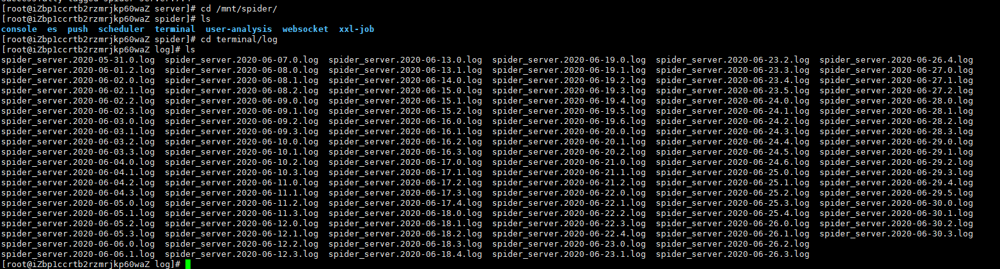 [root@iZbp1ccrtb2rzmrjkp60waZ server]# cd /mnt/spider/
[root@iZbp1ccrtb2rzmrjkp60waZ spider]# ls
console  es  push  scheduler  terminal  user-analysis  websocket  xxl-job
[root@iZbp1ccrtb2rzmrjkp60waZ spider]# cd terminal/log
[root@iZbp1ccrtb2rzmrjkp60waZ log]# ls
spider_server.2020-05-31.0.log  spider_server.2020-06-07.0.log  spider_server.2020-06-13.0.log  spider_server.2020-06-19.0.log  spider_server.2020-06-23.2.log  spider_server.2020-06-26.4.log
spider_server.2020-06-01.2.log  spider_server.2020-06-08.0.log  spider_server.2020-06-13.1.log  spider_server.2020-06-19.1.log  spider_server.2020-06-23.3.log  spider_server.2020-06-27.0.log
spider_server.2020-06-02.0.log  spider_server.2020-06-08.1.log  spider_server.2020-06-14.0.log  spider_server.2020-06-19.2.log  spider_server.2020-06-23.4.log  spider_server.2020-06-27.1.log
spider_server.2020-06-02.1.log  spider_server.2020-06-08.2.log  spider_server.2020-06-15.0.log  spider_server.2020-06-19.3.log  spider_server.2020-06-23.5.log  spider_server.2020-06-27.2.log
spider_server.2020-06-02.2.log  spider_server.2020-06-09.0.log  spider_server.2020-06-15.1.log  spider_server.2020-06-19.4.log  spider_server.2020-06-24.0.log  spider_server.2020-06-28.0.log
spider_server.2020-06-02.3.log  spider_server.2020-06-09.1.log  spider_server.2020-06-15.2.log  spider_server.2020-06-19.5.log  spider_server.2020-06-24.1.log  spider_server.2020-06-28.1.log
spider_server.2020-06-03.0.log  spider_server.2020-06-09.2.log  spider_server.2020-06-16.0.log  spider_server.2020-06-19.6.log  spider_server.2020-06-24.2.log  spider_server.2020-06-28.2.log
spider_server.2020-06-03.1.log  spider_server.2020-06-09.3.log  spider_server.2020-06-16.1.log  spider_server.2020-06-20.0.log  spider_server.2020-06-24.3.log  spider_server.2020-06-28.3.log
spider_server.2020-06-03.2.log  spider_server.2020-06-10.0.log  spider_server.2020-06-16.2.log  spider_server.2020-06-20.1.log  spider_server.2020-06-24.4.log  spider_server.2020-06-29.0.log
spider_server.2020-06-03.3.log  spider_server.2020-06-10.1.log  spider_server.2020-06-16.3.log  spider_server.2020-06-20.2.log  spider_server.2020-06-24.5.log  spider_server.2020-06-29.1.log
spider_server.2020-06-04.0.log  spider_server.2020-06-10.2.log  spider_server.2020-06-17.0.log  spider_server.2020-06-21.0.log  spider_server.2020-06-24.6.log  spider_server.2020-06-29.2.log
spider_server.2020-06-04.1.log  spider_server.2020-06-10.3.log  spider_server.2020-06-17.1.log  spider_server.2020-06-21.1.log  spider_server.2020-06-25.0.log  spider_server.2020-06-29.3.log
spider_server.2020-06-04.2.log  spider_server.2020-06-11.0.log  spider_server.2020-06-17.2.log  spider_server.2020-06-21.2.log  spider_server.2020-06-25.1.log  spider_server.2020-06-29.4.log
spider_server.2020-06-04.3.log  spider_server.2020-06-11.1.log  spider_server.2020-06-17.3.log  spider_server.2020-06-22.0.log  spider_server.2020-06-25.2.log  spider_server.2020-06-29.5.log
spider_server.2020-06-05.0.log  spider_server.2020-06-11.2.log  spider_server.2020-06-17.4.log  spider_server.2020-06-22.1.log  spider_server.2020-06-25.3.log  spider_server.2020-06-30.0.log
spider_server.2020-06-05.1.log  spider_server.2020-06-11.3.log  spider_server.2020-06-18.0.log  spider_server.2020-06-22.2.log  spider_server.2020-06-25.4.log  spider_server.2020-06-30.1.log
spider_server.2020-06-05.2.log  spider_server.2020-06-12.0.log  spider_server.2020-06-18.1.log  spider_server.2020-06-22.3.log  spider_server.2020-06-26.0.log  spider_server.2020-06-30.2.log
spider_server.2020-06-05.3.log  spider_server.2020-06-12.1.log  spider_server.2020-06-18.2.log  spider_server.2020-06-22.4.log  spider_server.2020-06-26.1.log  spider_server.2020-06-30.3.log
spider_server.2020-06-06.0.log  spider_server.2020-06-12.2.log  spider_server.2020-06-18.3.log  spider_server.2020-06-23.0.log  spider_server.2020-06-26.2.log
spider_server.2020-06-06.1.log  spider_server.2020-06-12.3.log  spider_server.2020-06-18.4.log  spider_server.2020-06-23.1.log  spider_server.2020-06-26.3.log
[root@iZbp1ccrtb2rzmrjkp60waZ log]#